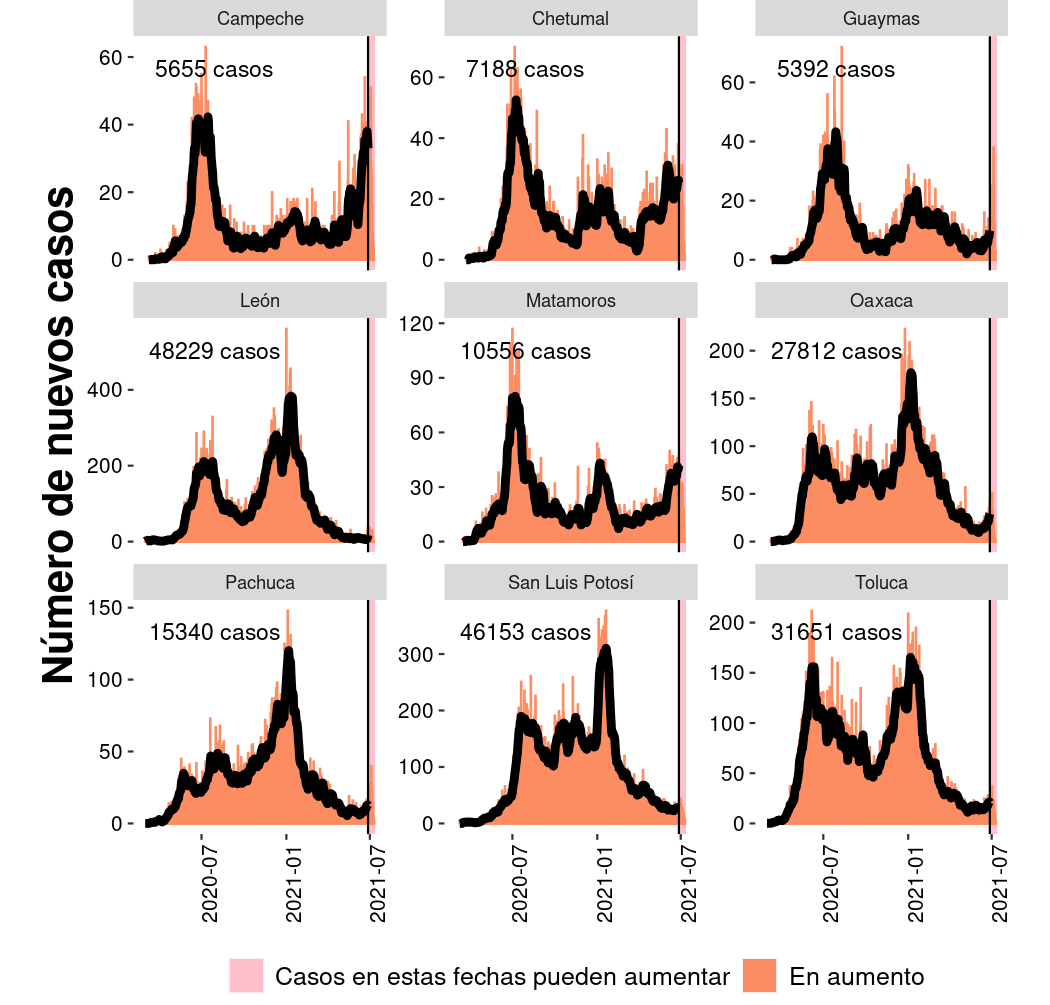 Número de nuevos casos
Campeche
Chetumal
Guaymas
60
40
20
0
5655 casos
60
40
20
0
7188 casos
60
40
20
0
5392 casos
León
Matamoros
Oaxaca
400
200
0
48229 casos
120
90
60
30
0
10556 casos
200
150
100
50
0
27812 casos
Pachuca
San Luis Potosí
Toluca
150
100
50
0
15340 casos
300
200
100
0
46153 casos
200
150
100
50
0
31651 casos
2020-07
2021-01
2021-07
2020-07
2021-01
2021-07
2020-07
2021-01
2021-07
Casos en estas fechas pueden aumentar
En aumento